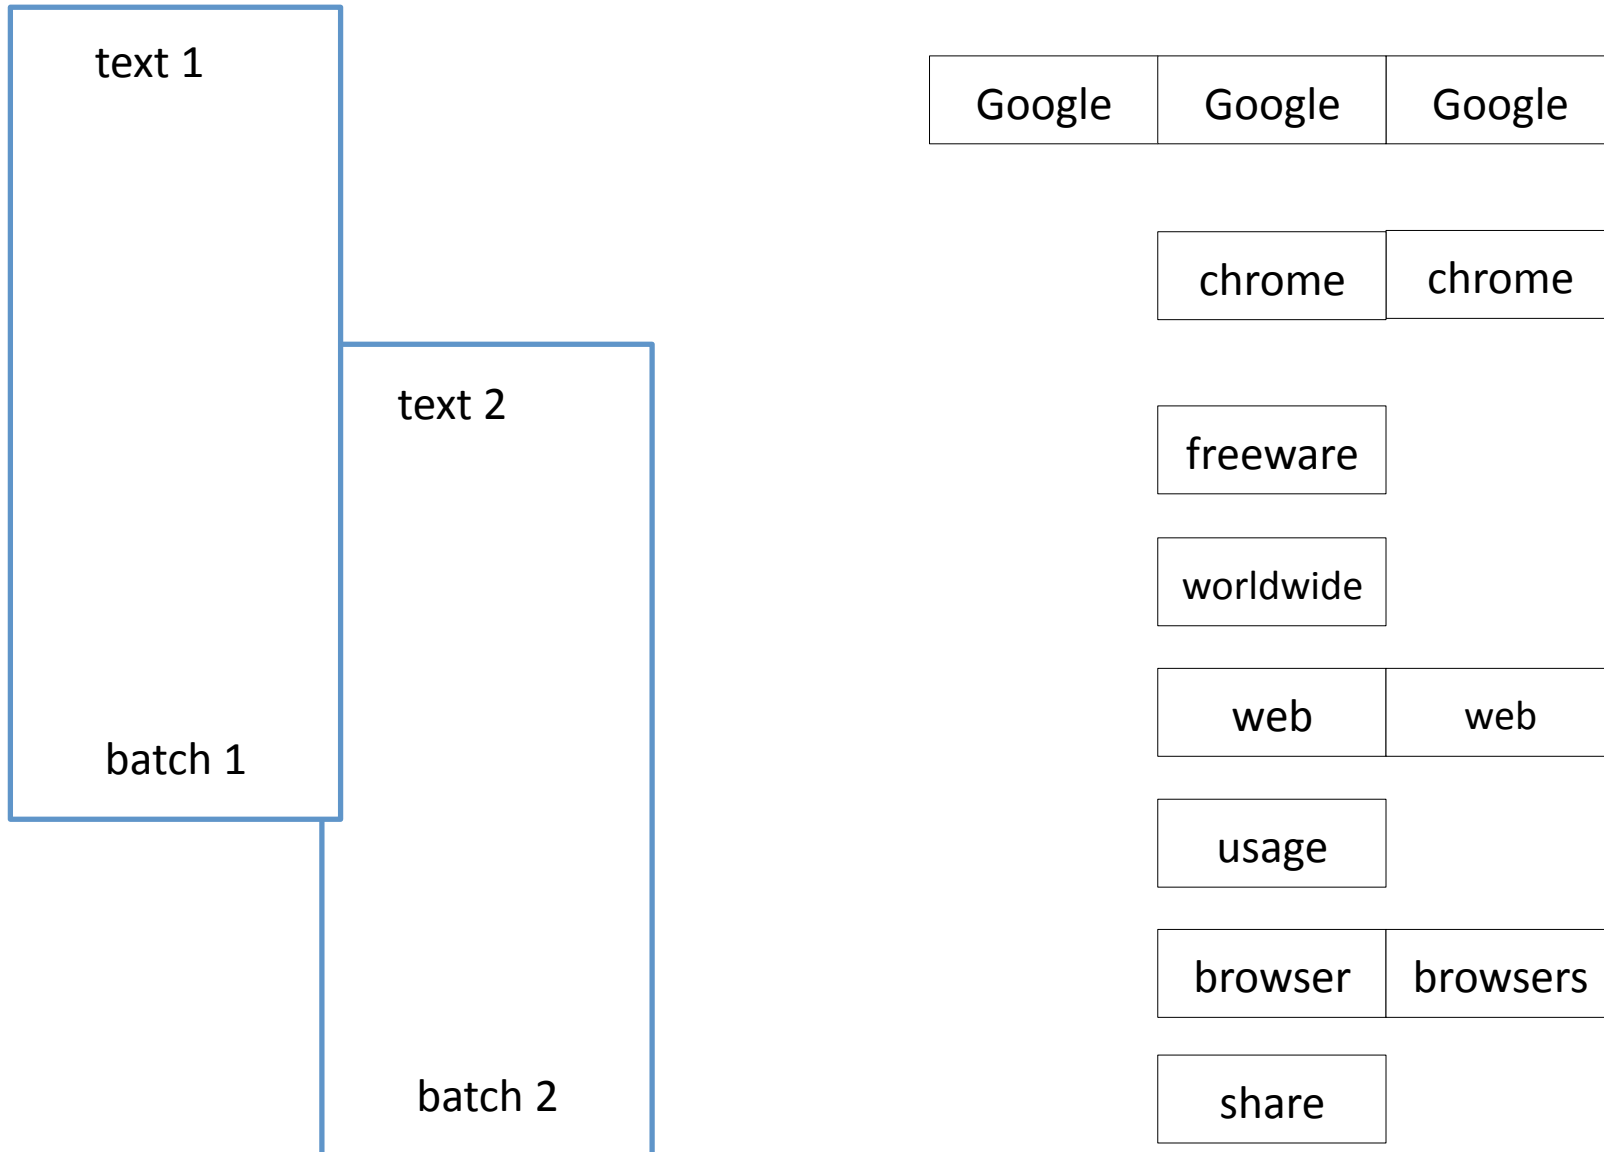 text 1
Google Google Google
chrome chrome
text 2
freeware
worldwide
web web
batch 1
usage
browser browsers
batch 2
share